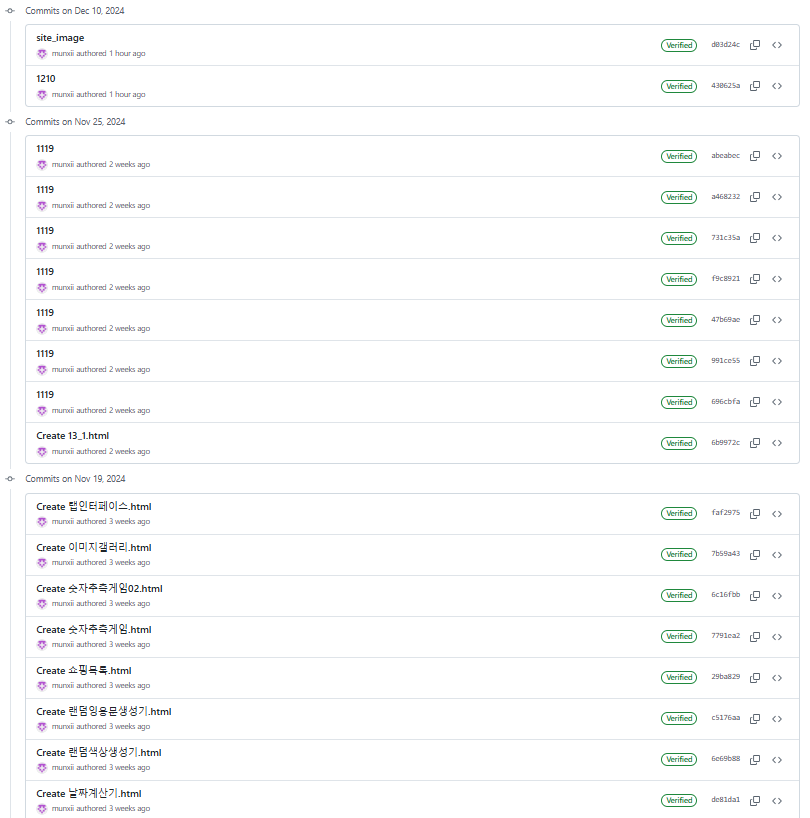 Commits on Dec 10, 2024
site_image
munxii authored 1 hour ago
Verified
d03d24c
1210
munxii authored 1 hour ago
Verified
430625a
Commits on Nov 25, 2024
1119
munxii authored 2 weeks ago
Verified
abeabec
1119
munxii authored 2 weeks ago
Verified
a468232
1119
munxii authored 2 weeks ago
Verified
731c35a
1119
munxii authored 2 weeks ago
Verified
f9c8921
1119
munxii authored 2 weeks ago
Verified
47b69ae
1119
munxii authored 2 weeks ago
Verified
991ce55
1119
munxii authored 2 weeks ago
Verified
696cbfa
Create 13_1.html
munxii authored 2 weeks ago
Verified
6b9972c
Commits on Nov 19, 2024
Create 탭인터페이스.html
munxii authored 3 weeks ago
Verified
faf2975
Create 이미지갤러리.html
munxii authored 3 weeks ago
Verified
7b59a43
Create 숫자추측게임02.html
munxii authored 3 weeks ago
Verified
6c16fbb
Create 숫자추측게임.html
munxii authored 3 weeks ago
Verified
7791ea2
Create 쇼핑목록.html
munxii authored 3 weeks ago
Verified
29ba829
Create 랜덤인용문생성기.html
munxii authored 3 weeks ago
Verified
c5176aa
Create 랜덤색상생성기.html
munxii authored 3 weeks ago
Verified
6e69b88
Create 날짜계산기.html
munxii authored 3 weeks ago
Verified
de81da1